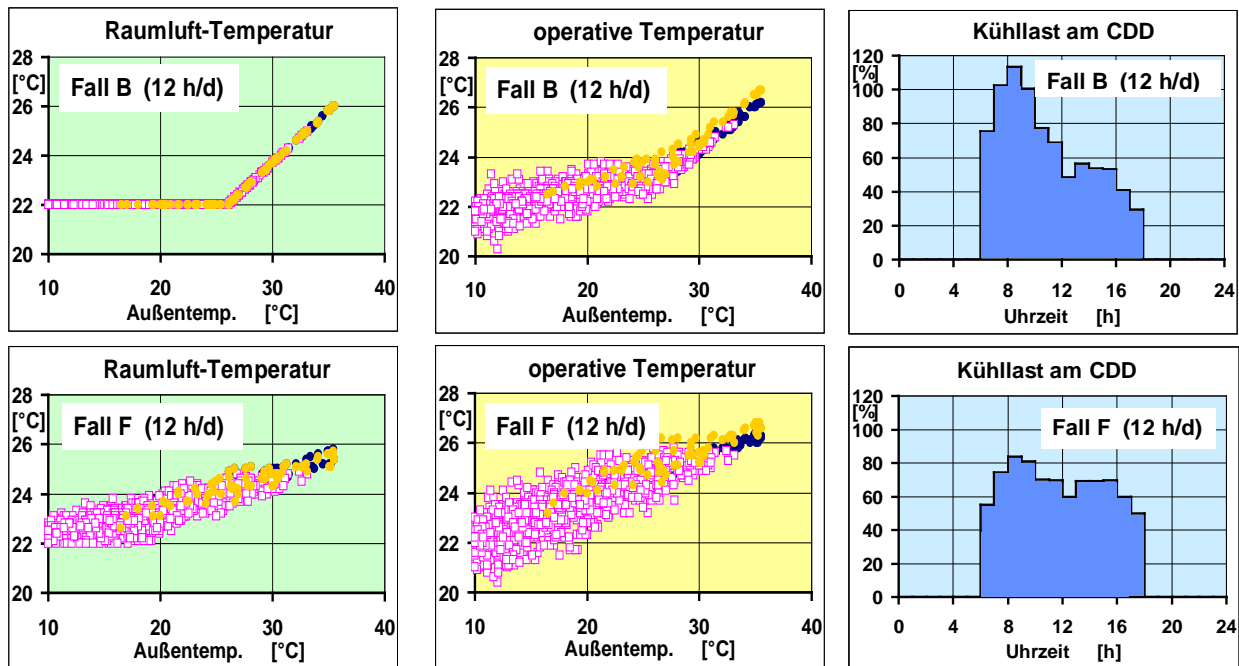 Raumluft-Temperatur
28
[°C]
Fall B (12 h/d)
26
24
22
20
10 20 30 40
Außentemp. [°C]
operative Temperatur
28
[°C]
Fall B (12 h/d)
26
24
22
20
10 20 30 40
Außentemp. [°C]
Kühllast am CDD
120
[%]
Fall B (12 h/d)
100
80
60
40
20
0
0 4 8 12 16 20 24
Uhrzeit [h]
Raumluft-Temperatur
28
[°C]
Fall F (12 h/d)
26
24
22
20
10 20 30 40
Außentemp. [°C]
operative Temperatur
28
[°C]
Fall F (12 h/d)
26
24
22
20
10 20 30 40
Außentemp. [°C]
Kühllast am CDD
120
[%]
Fall F (12 h/d)
100
80
60
40
20
0
0 4 8 12 16 20 24
Uhrzeit [h]